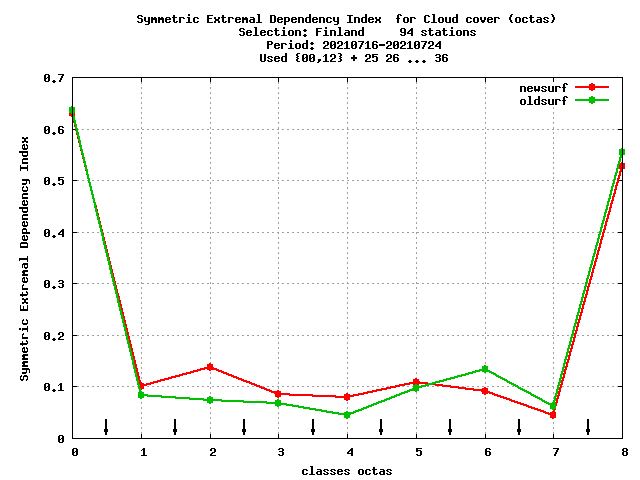 Symmetric Extremal Dependency Index  for Cloud cover (octas)
Selection: Finland     94 stations
Period: 20210716-20210724
Used {00,12} + 25 26 ... 36
newsurf
oldsurf
Symmetric Extremal Dependency Index
0.7
0.6
0.5
0.4
0.3
0.2
0.1
0
0 1 2 3 4 5 6 7 8
classes octas